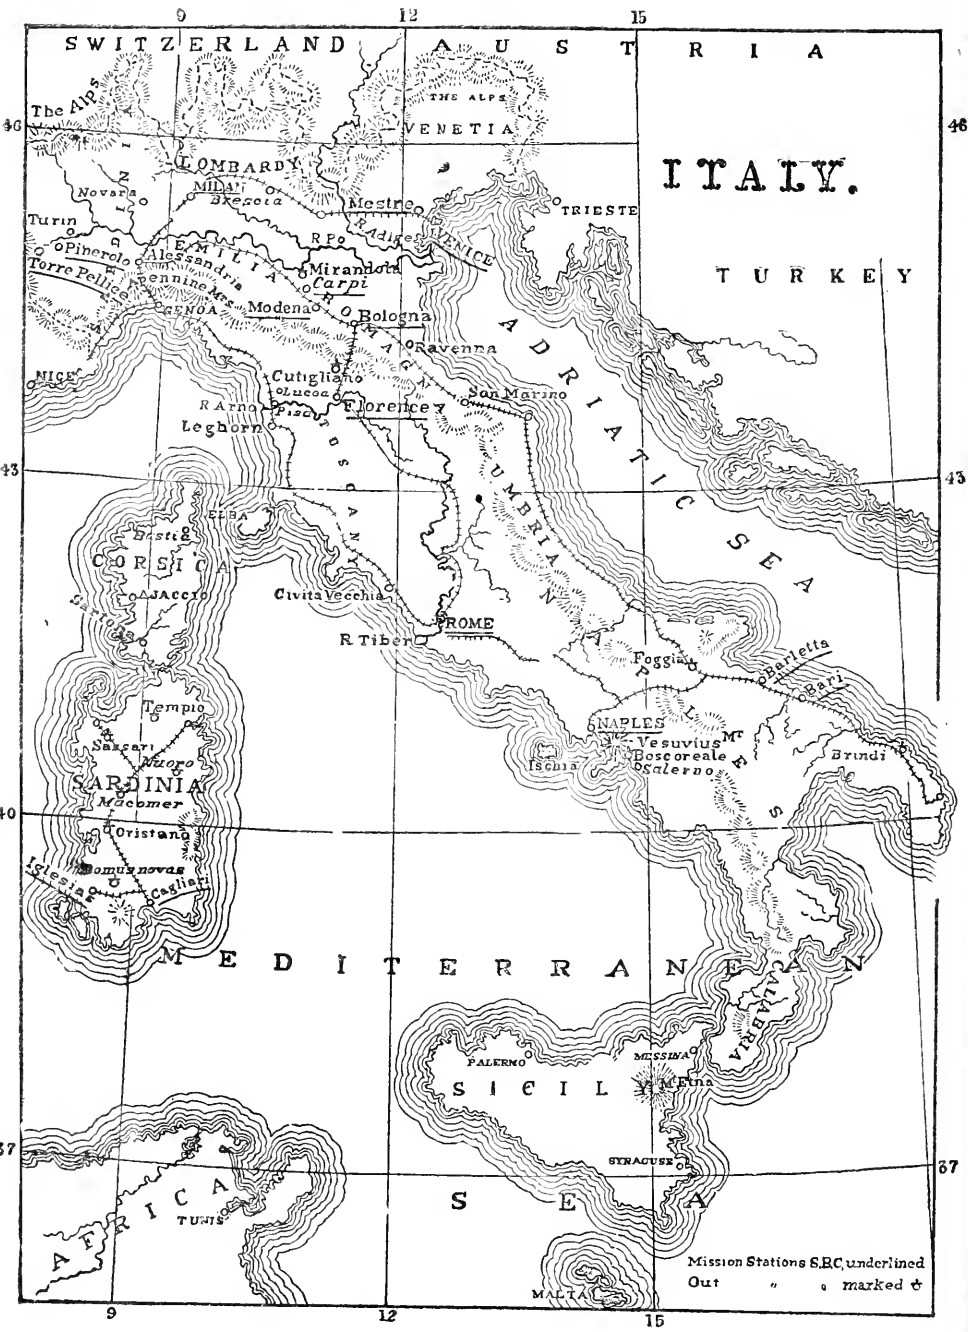 9 12 15
SWITZERLAND AUSTRIA
The Alps
THE ALPS
46 46
VENETIA
LOMBARDY
ITALY.
MILAN
Novara
Brescia
Mestre
TRIESTE
Turin
R Adige
VENICE
R Po
EMILIA
Pinerolo
Alessandria
Torre Pellice
Mirandola
Carpi
TURKEY
Modena
GENOA
ROMAGNA
Bologna
ADRIATIC SEA
Ravenna
NICE
Cutigliano
Lucca
San Marino
R Arno
Pisa
Florence
Leghorn
TUSCANY
43 43
UMBRIA
ELBA
Bastia
CORSICA
AJACCIO
Civita Vecchia
Sartena
ROME
R Tiber
Foggia
Barletta
Bari
NAPLES
NAPLES
Tempio
Vesuvius Mt
Sassari
Boscoreale
Brindi
Nuoro
Ischia
Salerno
SARDINIA
Macomer
40
Oristano
Domusnovas
Iglesias
Cagliari
MEDITERRANEAN
CALABRIA
PALERMO
MESSINA
SICILY
Mt Etna
37 37
SYRACUSE
AFRICA
SEA
TUNIS
Mission Stations S.B.C. underlined
Out " " marked
MALTA
9 12 15